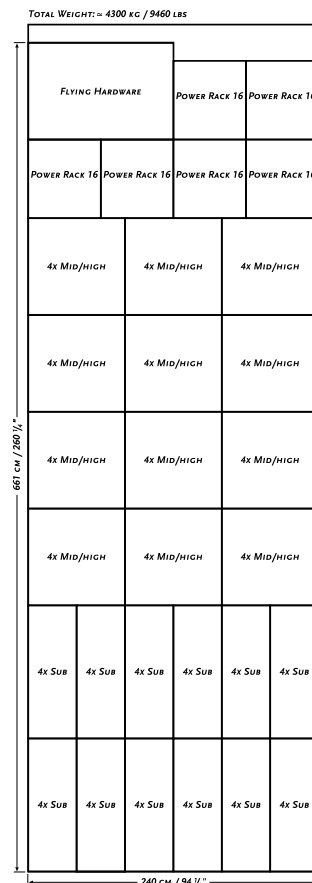 Total Weight: ≃ 4300 kg / 9460 lbs
Flying Hardware
Power Rack 16 Power Rack 16
Power Rack 16 Power Rack 16 Power Rack 16 Power Rack 16
4x Mid/high 4x Mid/high 4x Mid/high
4x Mid/high 4x Mid/high 4x Mid/high
4x Mid/high 4x Mid/high 4x Mid/high
4x Mid/high 4x Mid/high 4x Mid/high
661 cm / 260 1/4"
4x Sub 4x Sub 4x Sub 4x Sub 4x Sub 4x Sub
4x Sub 4x Sub 4x Sub 4x Sub 4x Sub 4x Sub
240 cm / 94